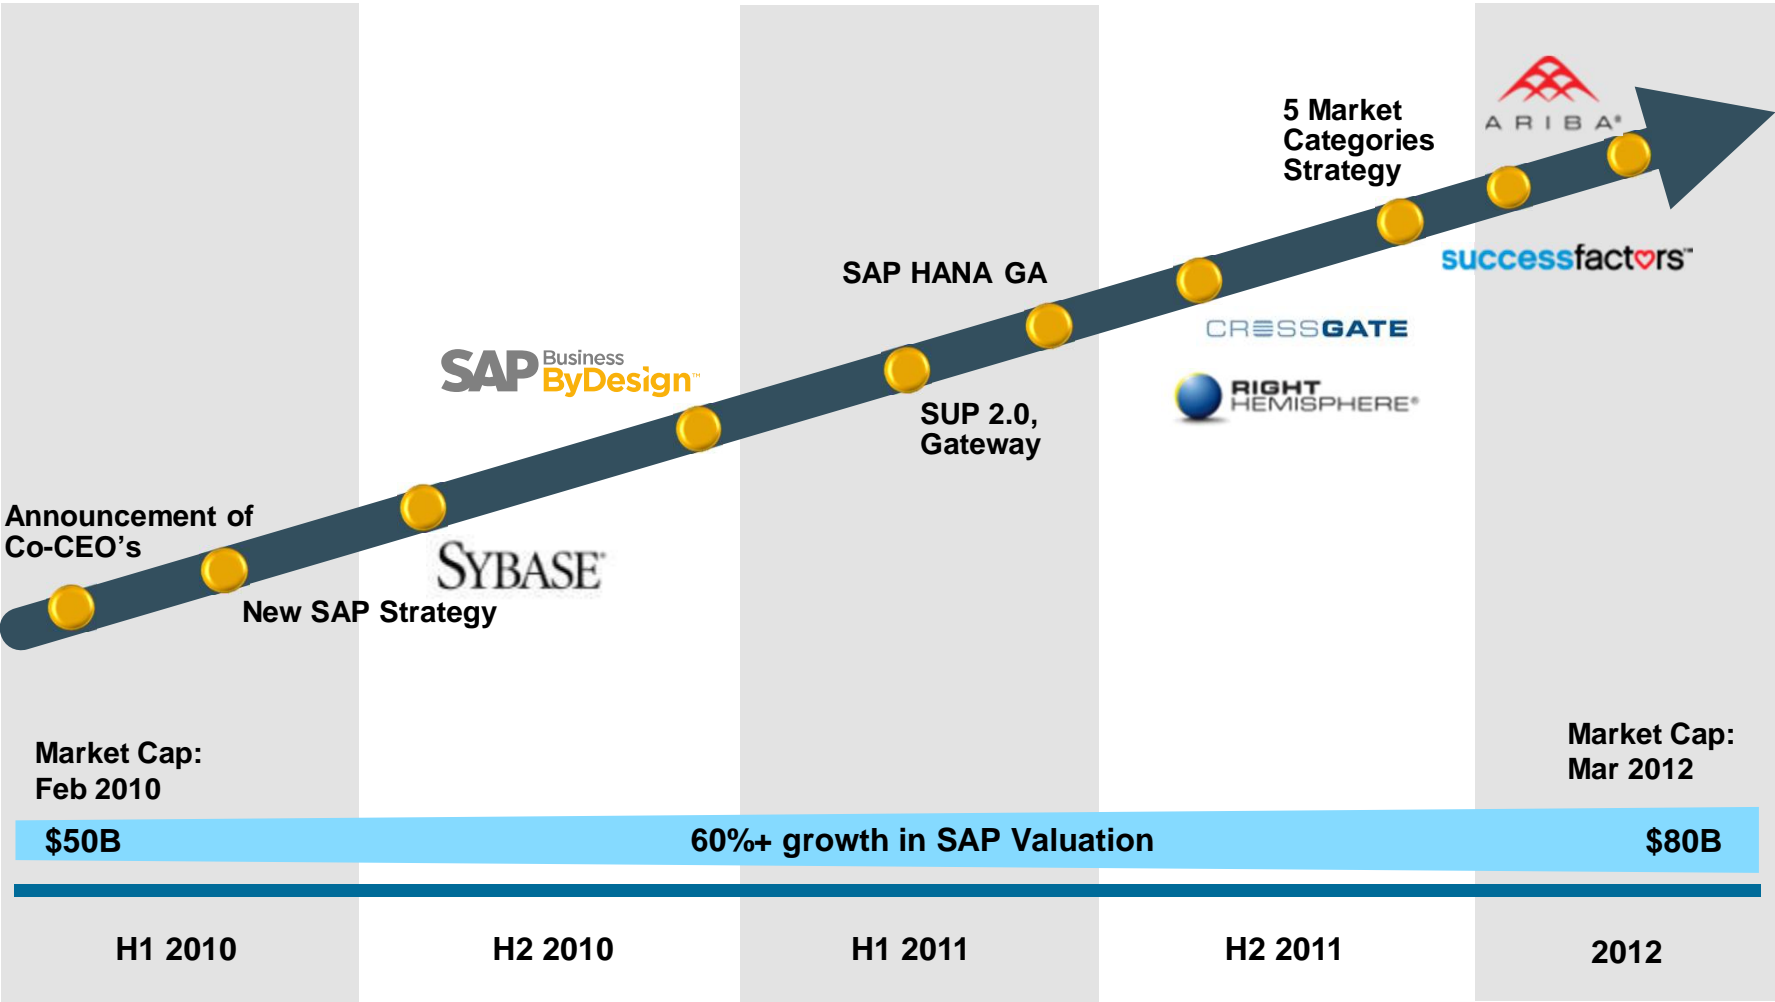 ARIBA®
5 Market
Categories
Strategy
successfactors™
SAP HANA GA
CROSSGATE
SAP Business
ByDesign™
RIGHT
HEMISPHERE®
SUP 2.0,
Gateway
Announcement of
Co-CEO’s
SYBASE®
New SAP Strategy
Market Cap:
Feb 2010
Market Cap:
Mar 2012
$50B
60%+ growth in SAP Valuation
$80B
H1 2010
H2 2010
H1 2011
H2 2011
2012